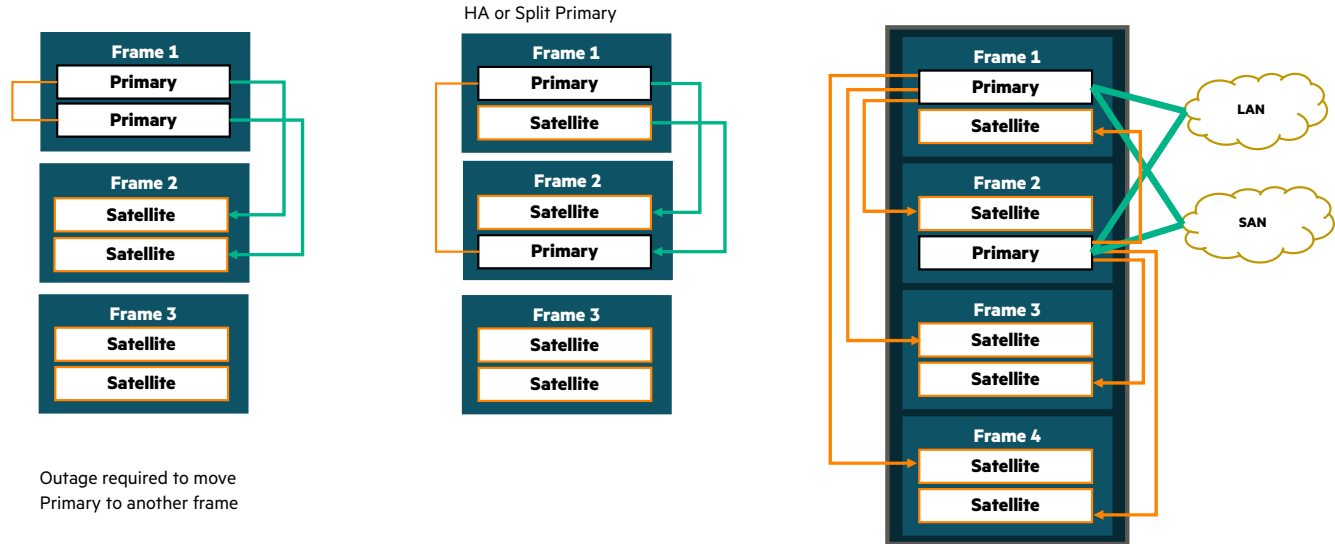 Frame 1
Primary
Primary
Frame 2
Satellite
Satellite
Frame 3
Satellite
Satellite
Outage required to move
Primary to another frame
HA or Split Primary
Frame 1
Primary
Satellite
Frame 2
Satellite
Primary
Frame 3
Satellite
Satellite
Frame 1
Primary
Satellite
Frame 2
Satellite
Primary
Frame 3
Satellite
Satellite
Frame 4
Satellite
Satellite
LAN
SAN